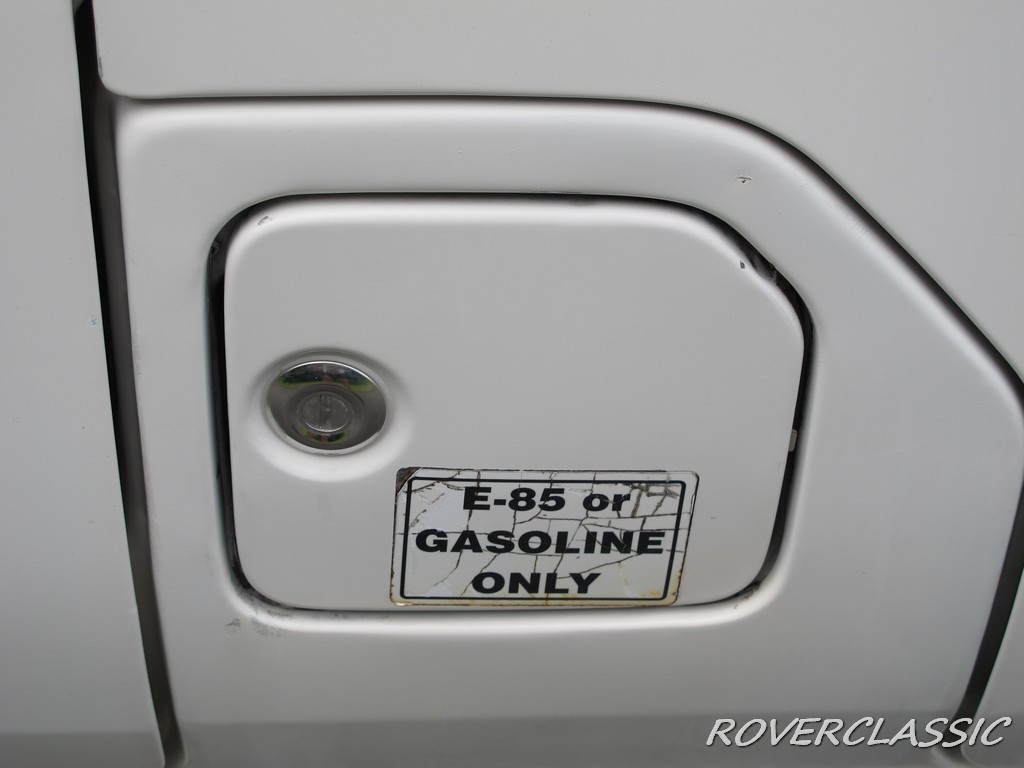 E-85 or
GASOLINE
ONLY
ROVERCLASSIC